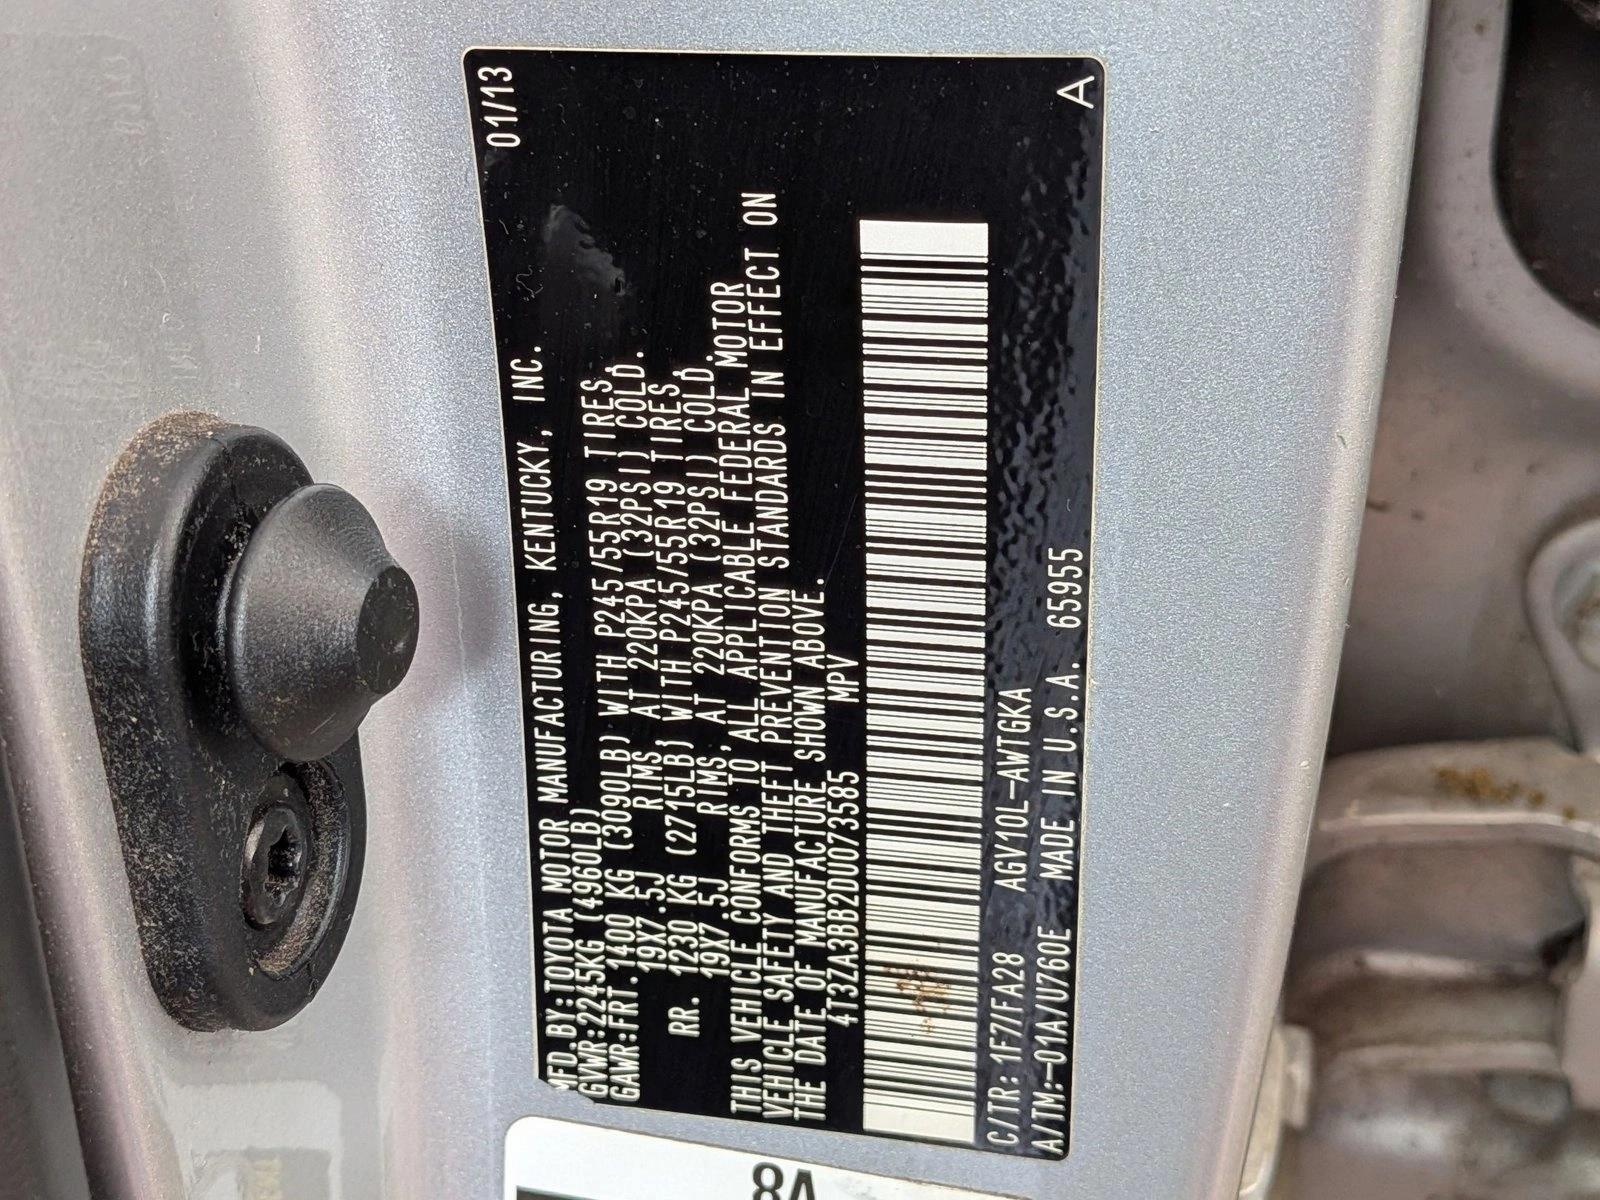 MFD.BY:TOYOTA MOTOR MANUFACTURING, KENTUCKY, INC. 01/13
GVWR:2245KG (4960LB)
GAWR:FRT. 1400 KG (3090LB) WITH P245/55R19 TIRES,
19X7.5J RIMS, AT 220KPA (32PSI) COLD.
RR. 1230 KG (2715LB) WITH P245/55R19 TIRES,
19X7.5J RIMS, AT 220KPA (32PSI) COLD.
THIS VEHICLE CONFORMS TO ALL APPLICABLE FEDERAL MOTOR
VEHICLE SAFETY AND THEFT PREVENTION STANDARDS IN EFFECT ON
THE DATE OF MANUFACTURE SHOWN ABOVE.
4T3ZA3BB2DU073585 MPV
C/TR: 1F7/FA28 AGV10L-AWTGKA
A/TM:-01A/U760E MADE IN U.S.A. 65955 A
8A